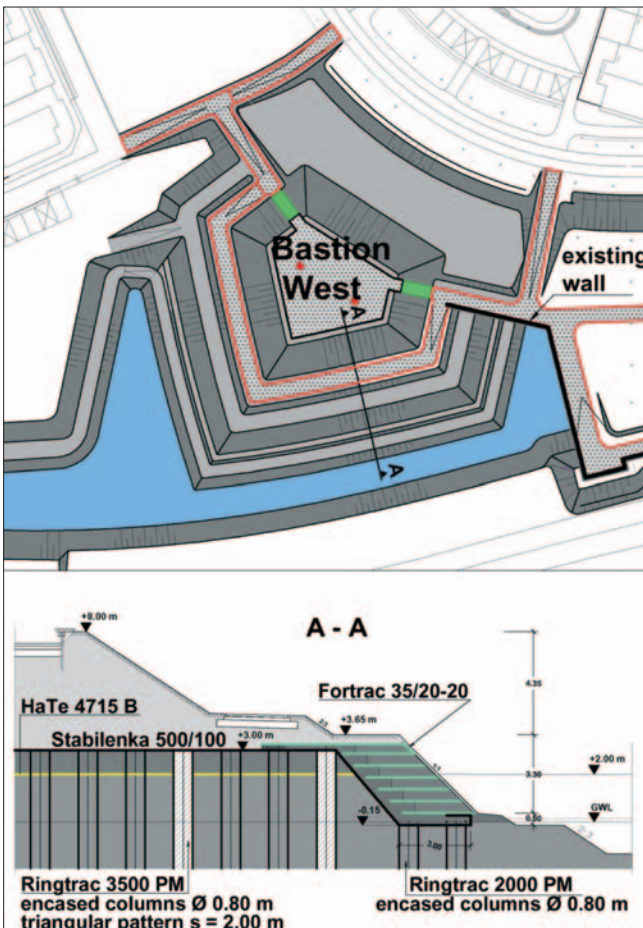 Bastion
West
existing
wall
A
A
A - A
+8.00 m
4.35
HaTe 4715 B
Fortrac 35/20-20
+3.65 m
Stabilenka 500/100
+3.00 m
+2.00 m
3.30
-0.15
GWL
0.50
3.00
Ringtrac 3500 PM
encased columns Ø 0.80 m
triangular pattern s = 2.00 m
Ringtrac 2000 PM
encased columns Ø 0.80 m